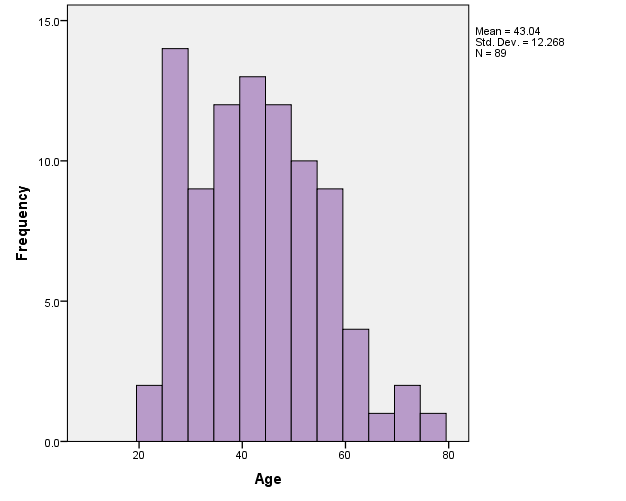 15.0
10.0
5.0
0.0
Frequency
20 40 60 80
Age
Mean = 43.04
Std. Dev. = 12.268
N = 89